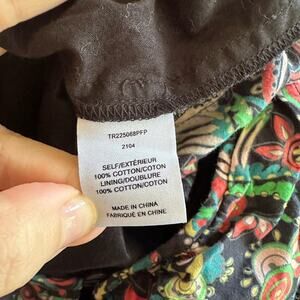 TR225068PFP
2104
SELF/EXTÉRIEUR
100% COTTON/COTON
LINING/DOUBLURE
100% COTTON/COTON
MADE IN CHINA
FABRIQUÉ EN CHINE